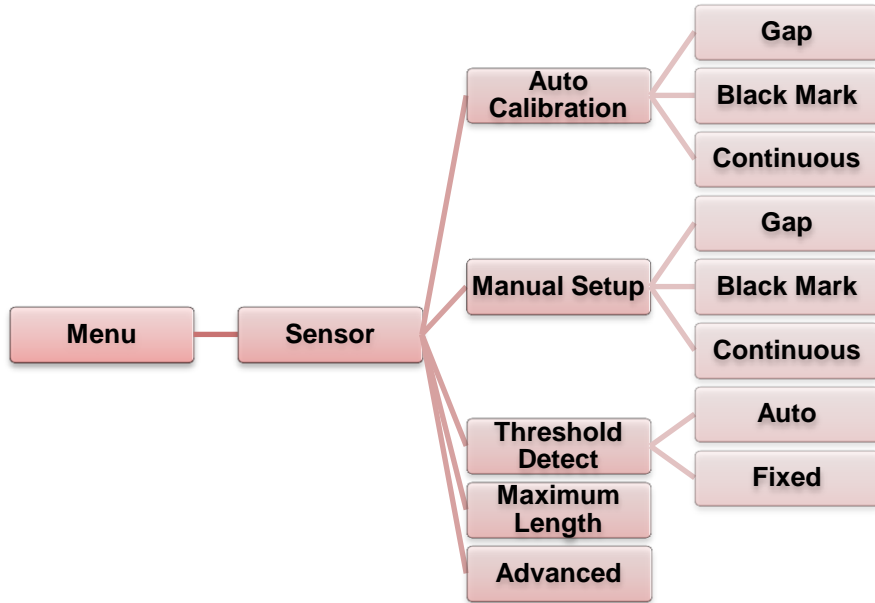 Menu
Sensor
Auto
Calibration
Gap
Black Mark
Continuous
Manual Setup
Gap
Black Mark
Continuous
Threshold
Detect
Auto
Fixed
Maximum
Length
Advanced